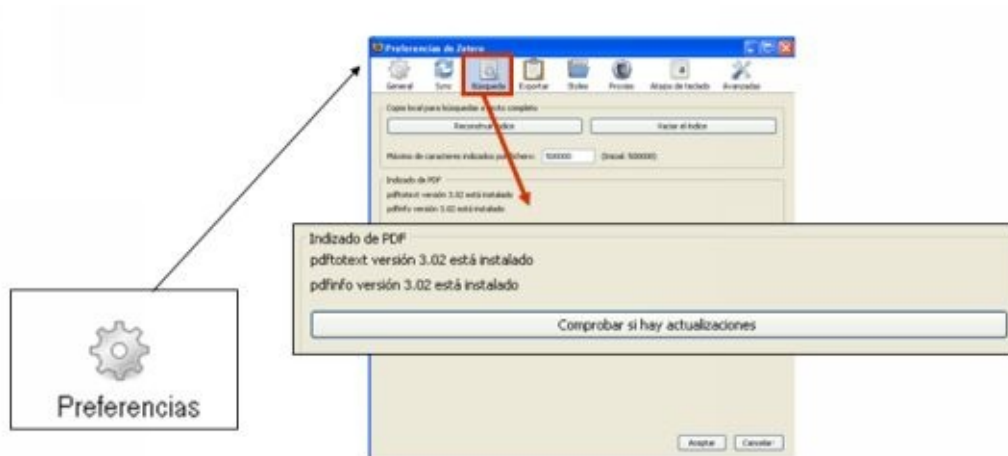 Preferencias de Zotero
General Sync Búsqueda Exportar Styles Proxies Atajos de teclado Avanzadas
Copia local para búsquedas a texto completo
Reconstruir índice Vaciar el índice
Máximo de caracteres indizados por fichero: 500000 (Inicial: 500000)
Indizado de PDF
pdftotext versión 3.02 está instalado
pdfinfo versión 3.02 está instalado
Indizado de PDF
pdftotext versión 3.02 está instalado
pdfinfo versión 3.02 está instalado
Comprobar si hay actualizaciones
Preferencias
Aceptar Cancelar